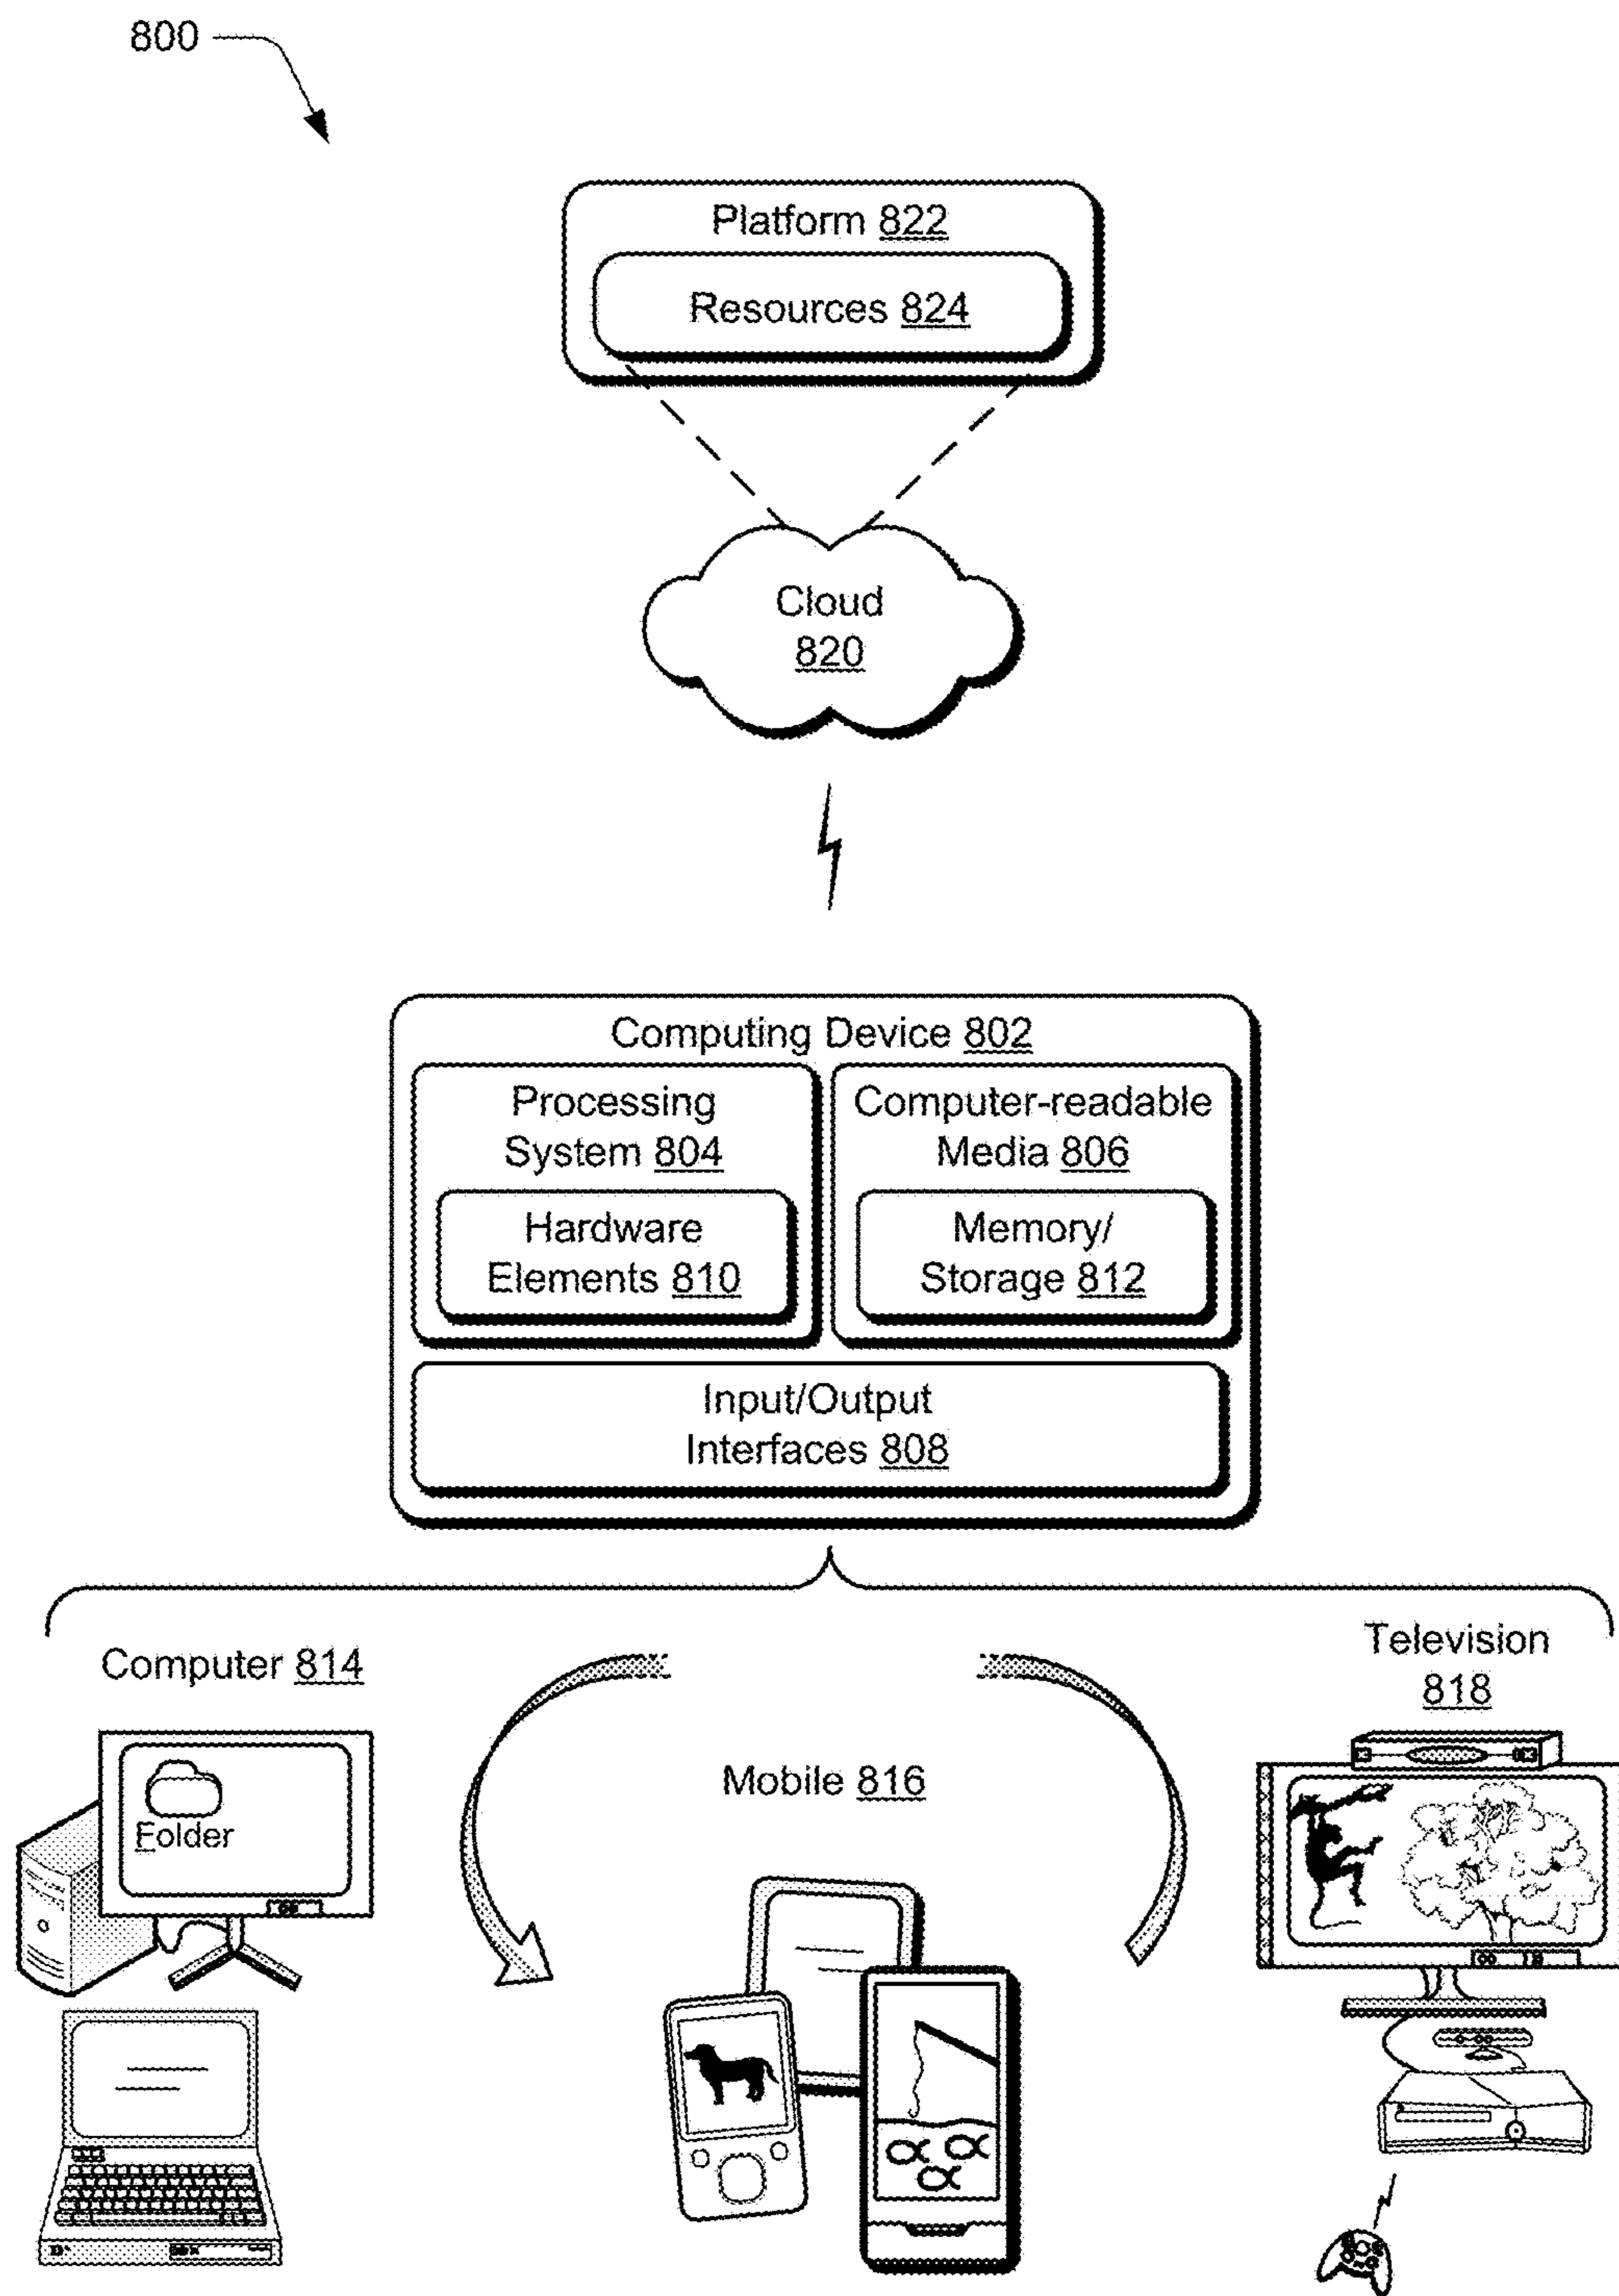 800
Platform 822
Resources 824
Cloud
820
Computing Device 802
Processing
System 804
Hardware
Elements 810
Computer-readable
Media 806
Memory/
Storage 812
Input/Output
Interfaces 808
Computer 814
Folder
Mobile 816
Television
818